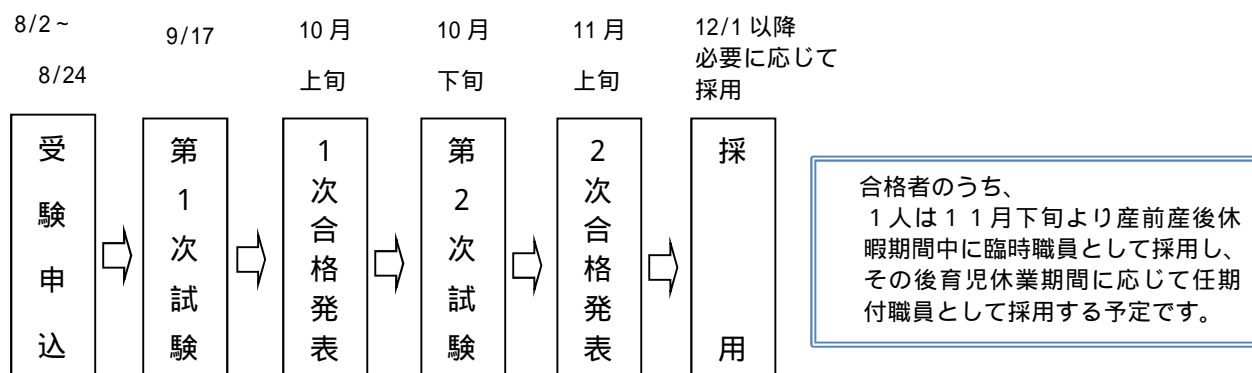 8/2～
8/24
9/17
10月
上旬
10月
下旬
11月
上旬
12/1以降
必要に応じて
採用
受験申込
第1次試験
1次合格発表
第2次試験
2次合格発表
採用
合格者のうち、
１人は１１月下旬より産前産後休
暇期間中に臨時職員として採用し、
その後育児休業期間に応じて任期
付職員として採用する予定です。